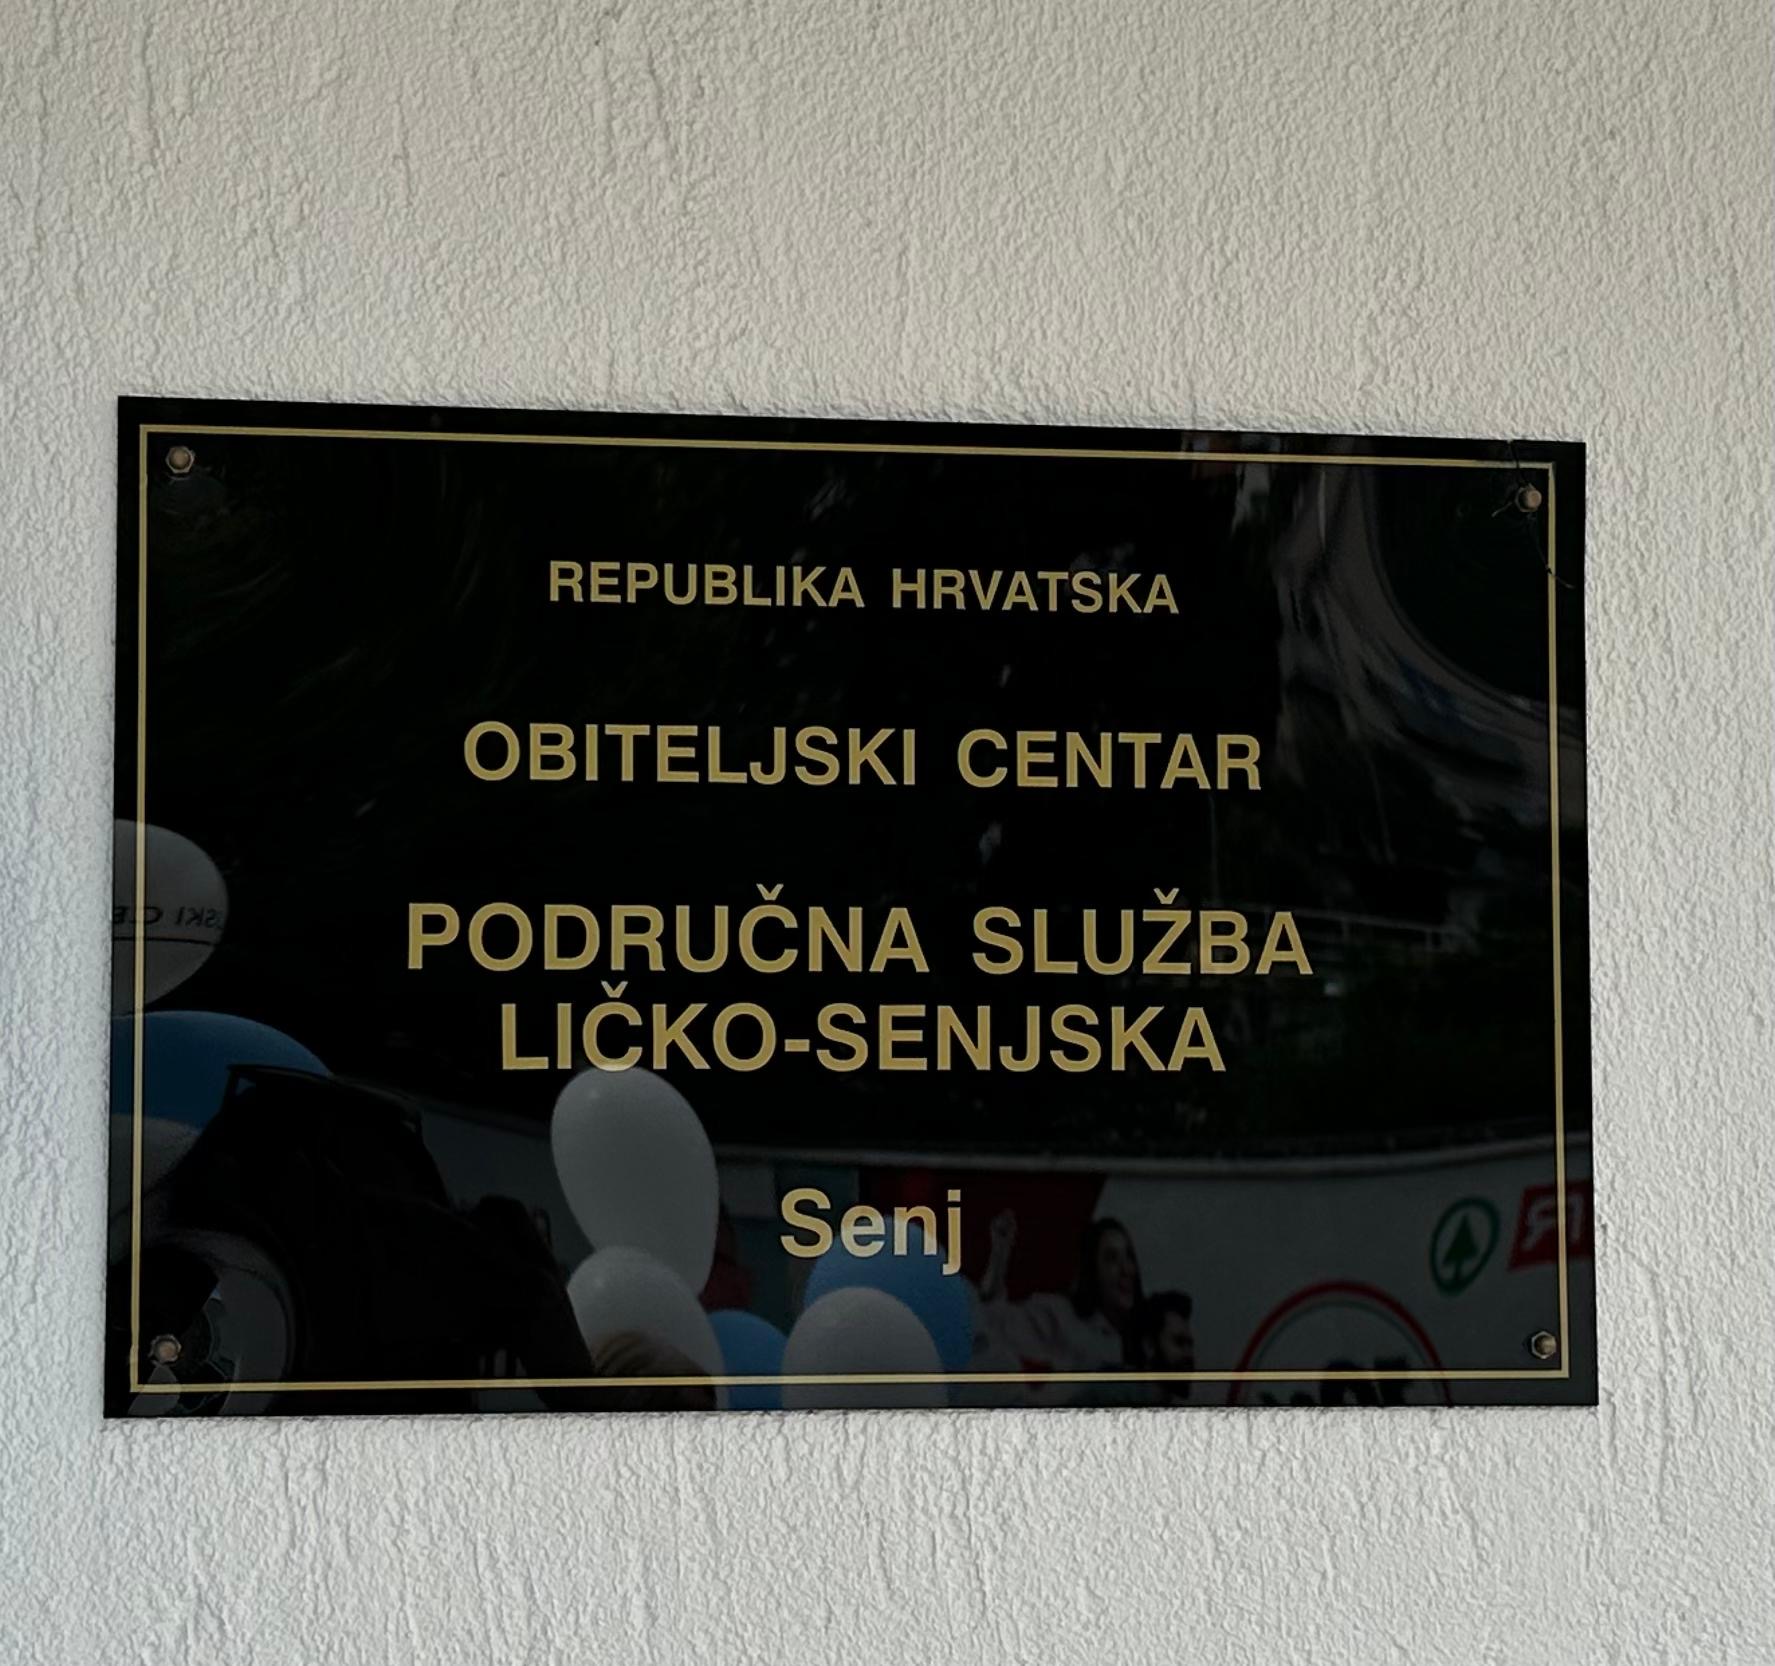 REPUBLIKA HRVATSKA
OBITELJSKI CENTAR
PODRUČNA SLUŽBA
LIČKO-SENJSKA
Senj